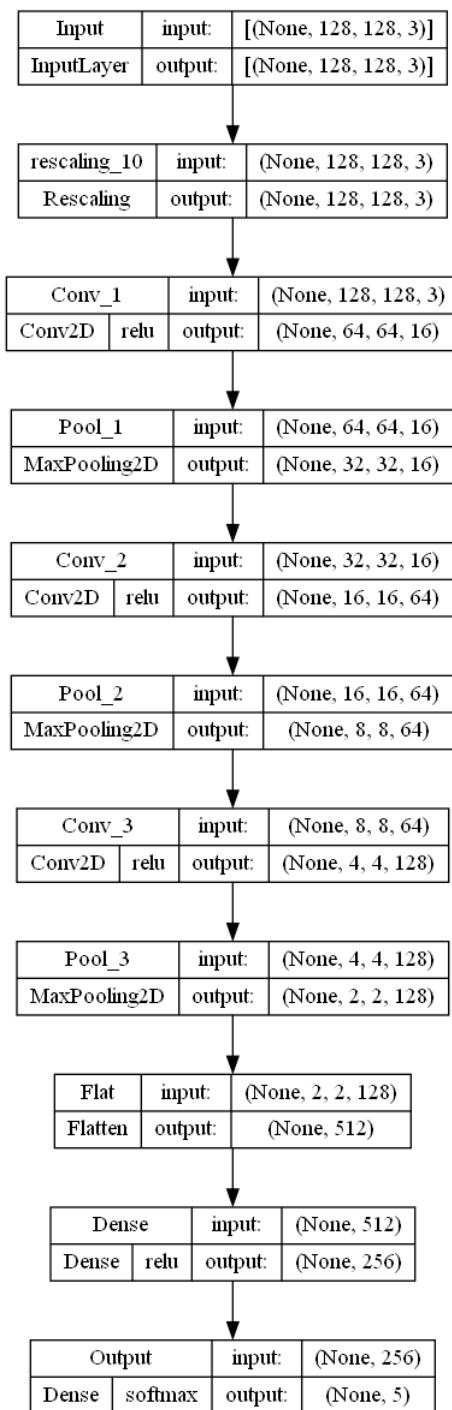 Input input: [(None, 128, 128, 3)]
InputLayer output: [(None, 128, 128, 3)]
rescaling_10 input: (None, 128, 128, 3)
Rescaling output: (None, 128, 128, 3)
Conv_1 input: (None, 128, 128, 3)
Conv2D relu output: (None, 64, 64, 16)
Pool_1 input: (None, 64, 64, 16)
MaxPooling2D output: (None, 32, 32, 16)
Conv_2 input: (None, 32, 32, 16)
Conv2D relu output: (None, 16, 16, 64)
Pool_2 input: (None, 16, 16, 64)
MaxPooling2D output: (None, 8, 8, 64)
Conv_3 input: (None, 8, 8, 64)
Conv2D relu output: (None, 4, 4, 128)
Pool_3 input: (None, 4, 4, 128)
MaxPooling2D output: (None, 2, 2, 128)
Flat input: (None, 2, 2, 128)
Flatten output: (None, 512)
Dense input: (None, 512)
Dense relu output: (None, 256)
Output input: (None, 256)
Dense softmax output: (None, 5)